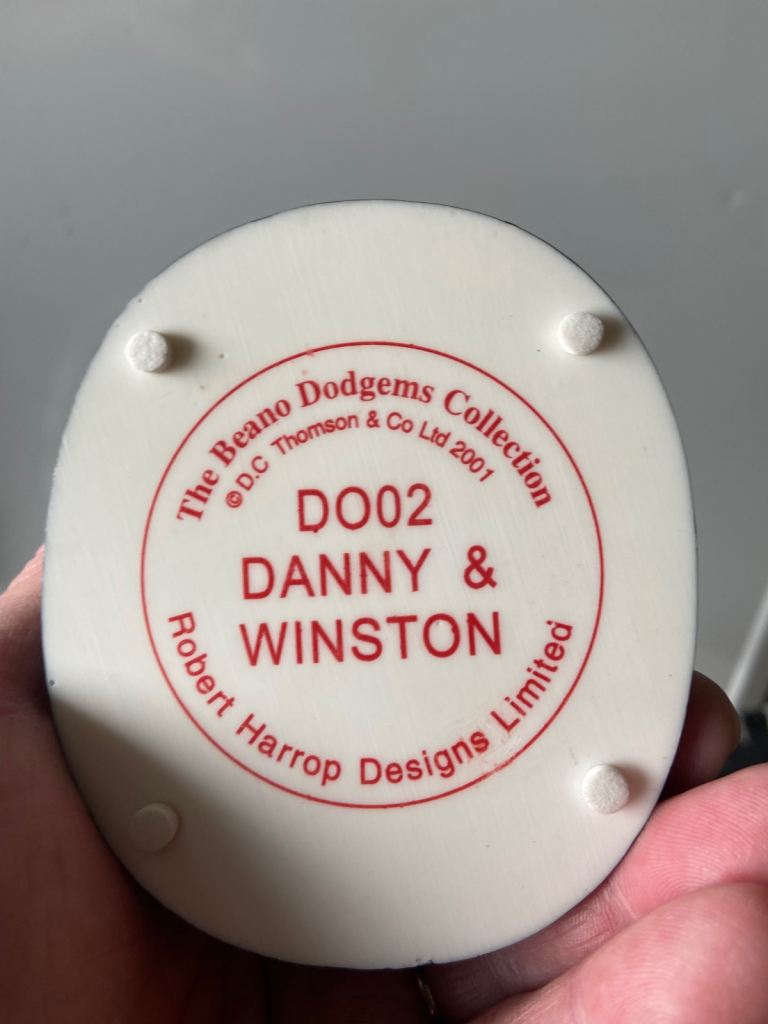 The Beano Dodgems Collection
©D.C Thomson & Co Ltd 2001
DO02
DANNY &
WINSTON
Robert Harrop Designs Limited